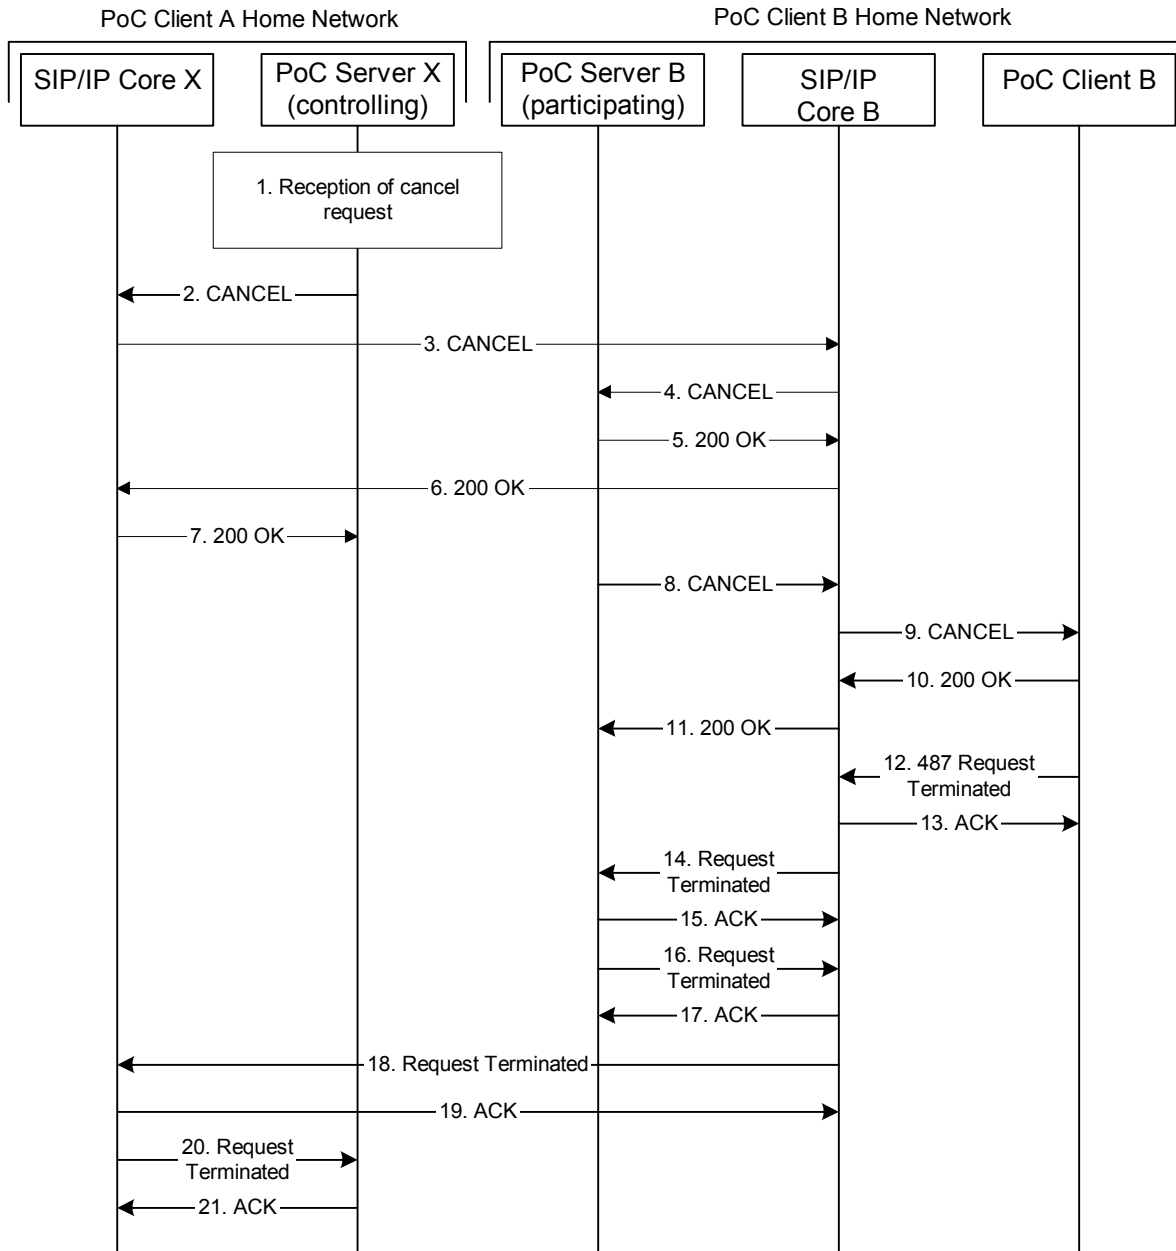 PoC Client A Home Network
PoC Client B Home Network
SIP/IP Core X
PoC Server X
(controlling)
PoC Server B
(participating)
SIP/IP
Core B
PoC Client B
1. Reception of cancel
request
2. CANCEL
3. CANCEL
4. CANCEL
5. 200 OK
6. 200 OK
7. 200 OK
8. CANCEL
9. CANCEL
10. 200 OK
11. 200 OK
12. 487 Request
Terminated
13. ACK
14. Request
Terminated
15. ACK
16. Request
Terminated
17. ACK
18. Request Terminated
19. ACK
20. Request
Terminated
21. ACK